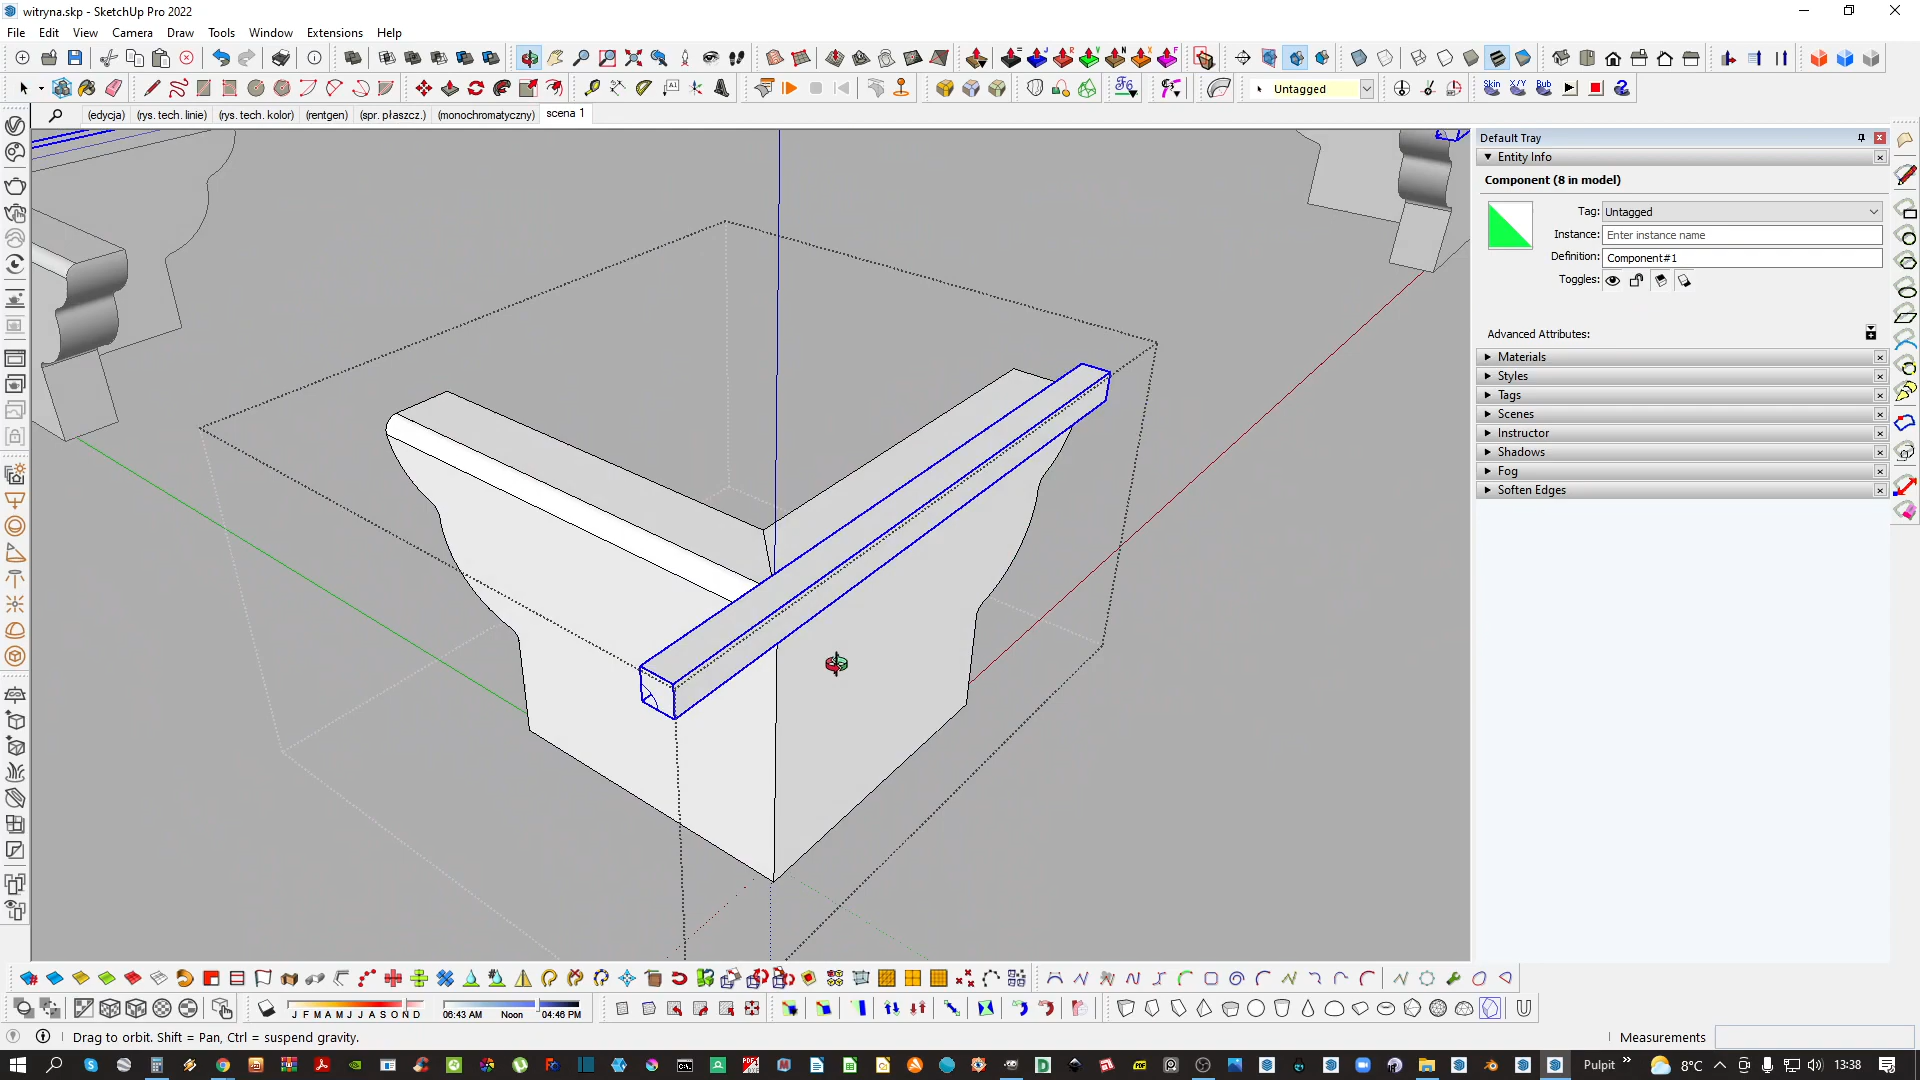 witryna.skp - SketchUp Pro 2022
File Edit View Camera Draw Tools Window Extensions Help
Untagged
Skin X/Y Bub
(edycja) (rys. tech. linie) (rys. tech. kolor) (rentgen) (spr. płaszcz.) (monochromatyczny) scena 1
Default Tray
Entity Info
Component (8 in model)
Tag: Untagged
Instance: Enter instance name
Definition: Component#1
Toggles:
Advanced Attributes:
Materials
Styles
Tags
Scenes
Instructor
Shadows
Fog
Soften Edges
J F M A M J J A S O N D
06:43 AM Noon 04:46 PM
Drag to orbit. Shift = Pan, Ctrl = suspend gravity.
Measurements
Pulpit
8°C
13:38